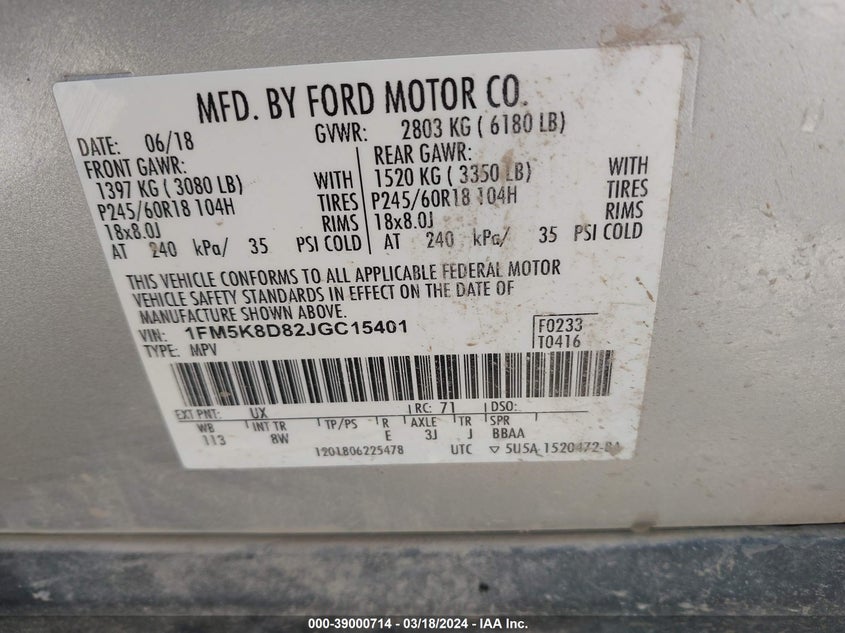 MFD. BY FORD MOTOR CO.
DATE: 06/18 GVWR: 2803 KG ( 6180 LB)
FRONT GAWR: REAR GAWR:
1397 KG ( 3080 LB) WITH 1520 KG ( 3350 LB) WITH
P245/60R18 104H TIRES P245/60R18 104H TIRES
18x8.0J RIMS 18x8.0J RIMS
AT 240 kPa/ 35 PSI COLD AT 240 kPa/ 35 PSI COLD
THIS VEHICLE CONFORMS TO ALL APPLICABLE FEDERAL MOTOR
VEHICLE SAFETY STANDARDS IN EFFECT ON THE DATE OF
MANUFACTURE SHOWN ABOVE.
VIN: 1FM5K8D82JGC15401 F0233
TYPE: MPV T0416
EXT PNT: UX RC: 71 DSO:
WB INT TR TP/PS R AXLE TR SPR
113 8W E 3J J BBAA
1201806225478 UTC ▽ 5U5A-1520472-BA
000-39000714 — 03/18/2024 — IAA Inc.